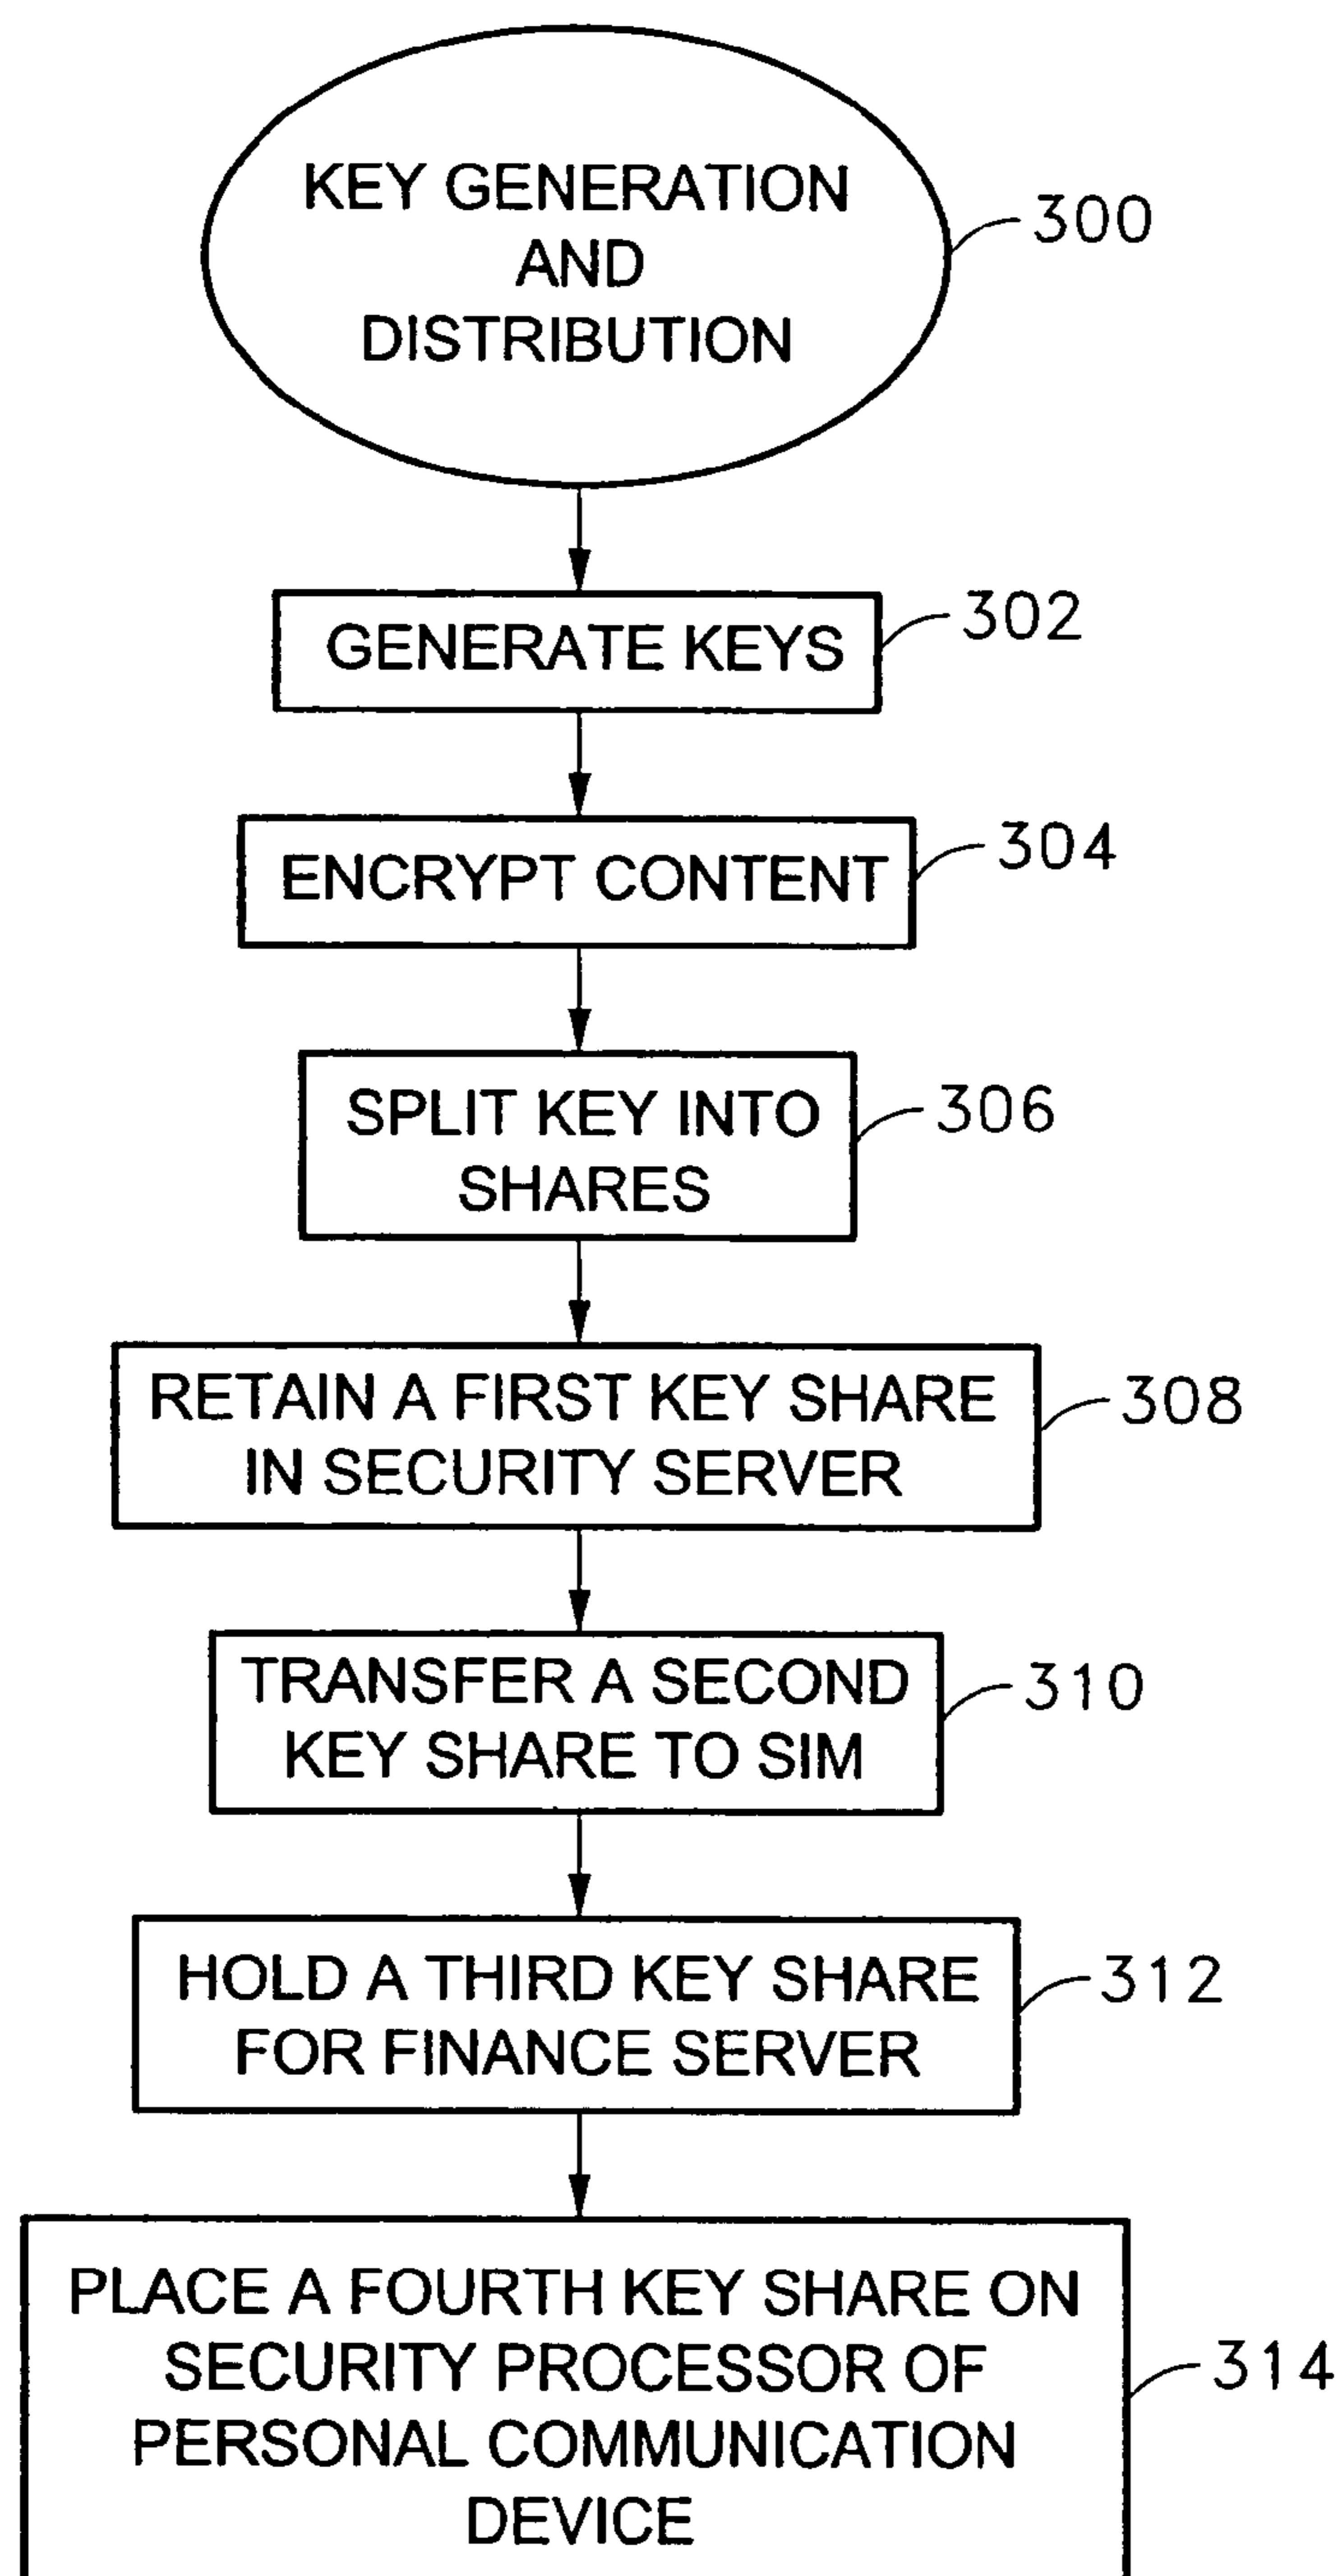 KEY GENERATION
AND
DISTRIBUTION
300
GENERATE KEYS
302
ENCRYPT CONTENT
304
SPLIT KEY INTO
SHARES
306
RETAIN A FIRST KEY SHARE
IN SECURITY SERVER
308
TRANSFER A SECOND
KEY SHARE TO SIM
310
HOLD A THIRD KEY SHARE
FOR FINANCE SERVER
312
PLACE A FOURTH KEY SHARE ON
SECURITY PROCESSOR OF
PERSONAL COMMUNICATION
DEVICE
314